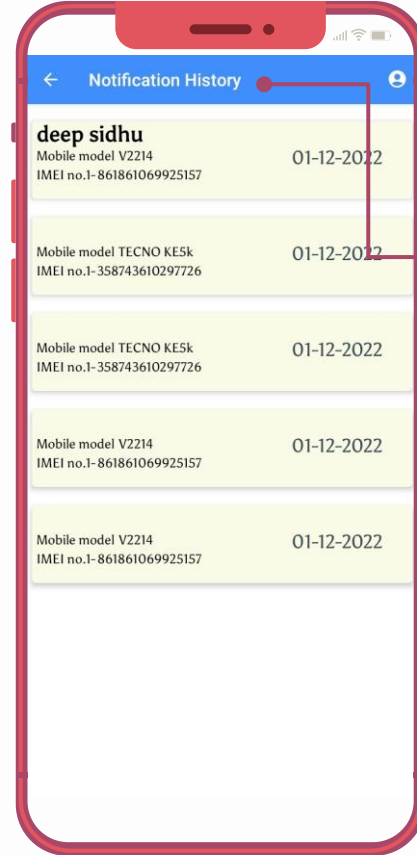 Notification History
deep sidhu
Mobile model V2214
IMEI no.1-861861069925157
01-12-2022
Mobile model TECNO KE5k
IMEI no.1-358743610297726
01-12-2022
Mobile model TECNO KE5k
IMEI no.1-358743610297726
01-12-2022
Mobile model V2214
IMEI no.1-861861069925157
01-12-2022
Mobile model V2214
IMEI no.1-861861069925157
01-12-2022